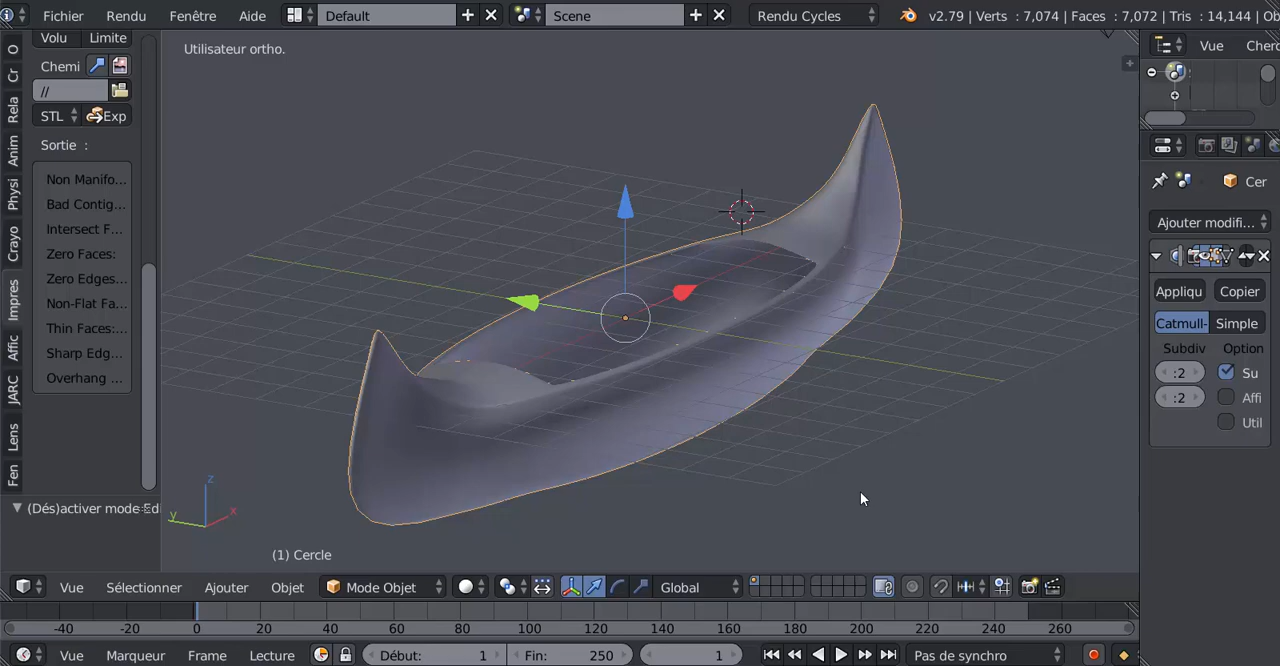 Fichier Rendu Fenêtre Aide Default Scene Rendu Cycles v2.79 | Verts : 7,074 | Faces : 7,072 | Tris : 14,144 | Ob
Utilisateur ortho.
Volu Limite
Chemi
//
STL Exp
Sortie :
Non Manifo...
Bad Contig...
Intersect F...
Zero Faces:
Zero Edges...
Non-Flat Fa...
Thin Faces:...
Sharp Edg...
Overhang ...
O
Cr
Rela
Anim
Physi
Crayo
Impres
Affic
JARC
Lens
Fen
(Dés)activer mode Edi
z
y
x
(1) Cercle
Vue Cherc
Cer
Ajouter modifi...
Appliqu Copier
Catmull- Simple
Subdiv Option
:2 Su
:2 Affi
Util
Vue Sélectionner Ajouter Objet Mode Objet Global
-40 -20 0 20 40 60 80 100 120 140 160 180 200 220 240 260
Vue Marqueur Frame Lecture Début: 1 Fin: 250 1 Pas de synchro